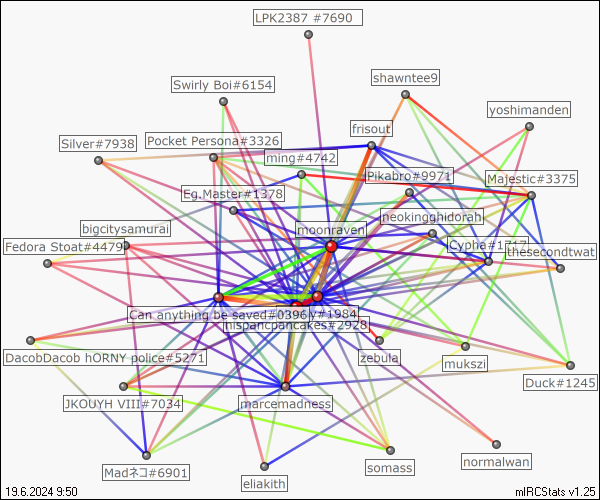 LPK2387 #7690
shawntee9
Swirly Boi#6154
yoshimanden
frisout
Silver#7938
Pocket Persona#3326
ming#4742
Pikabro#9971
Majestic#3375
Eg.Master#1378
neokingghidorah
bigcitysamurai
moonraven
Fedora Stoat#4479
Cypha#1717
thesecondtwat
Can anything be saved#0396
y#1984
hispancpancakes#2928
DacobDacob hORNY police#5271
zebula
mukszi
Duck#1245
JKOUYH VIII#7034
marcemadness
Madネコ#6901
eliakith
somass
normalwan
19.6.2024 9:50
mIRCStats v1.25